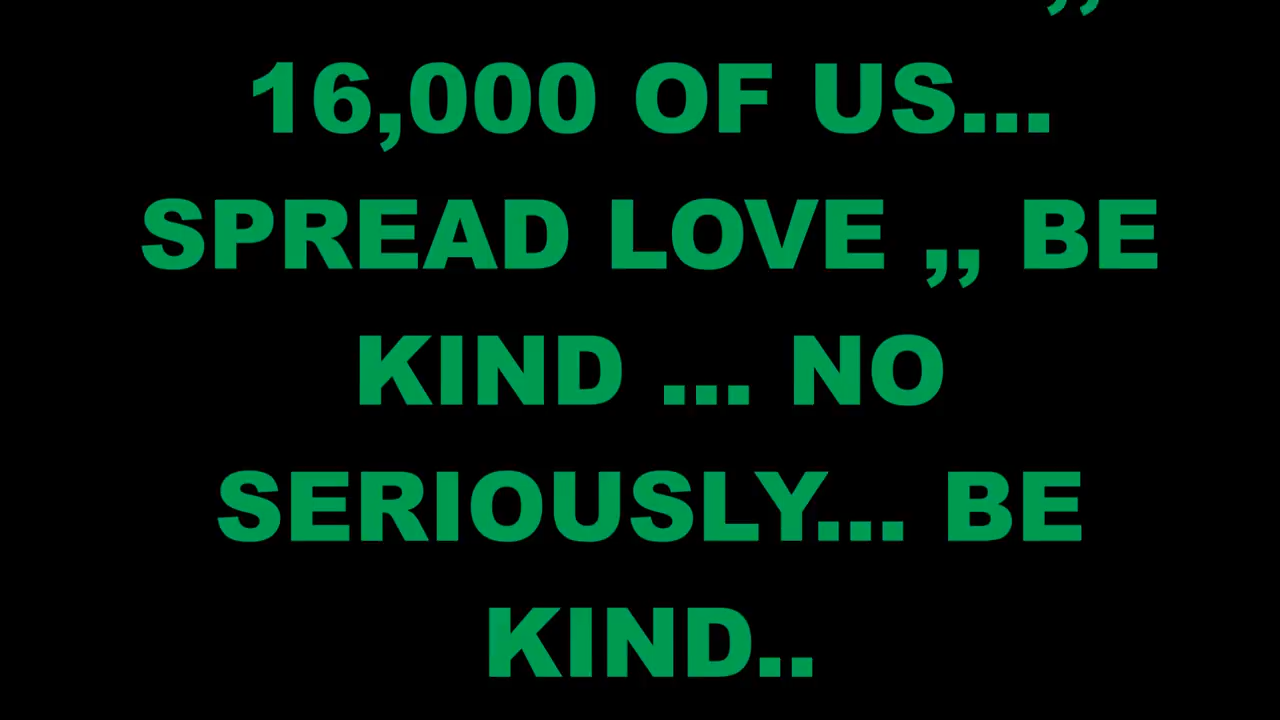 ,,
16,000 OF US...
SPREAD LOVE ,, BE
KIND ... NO
SERIOUSLY... BE
KIND..